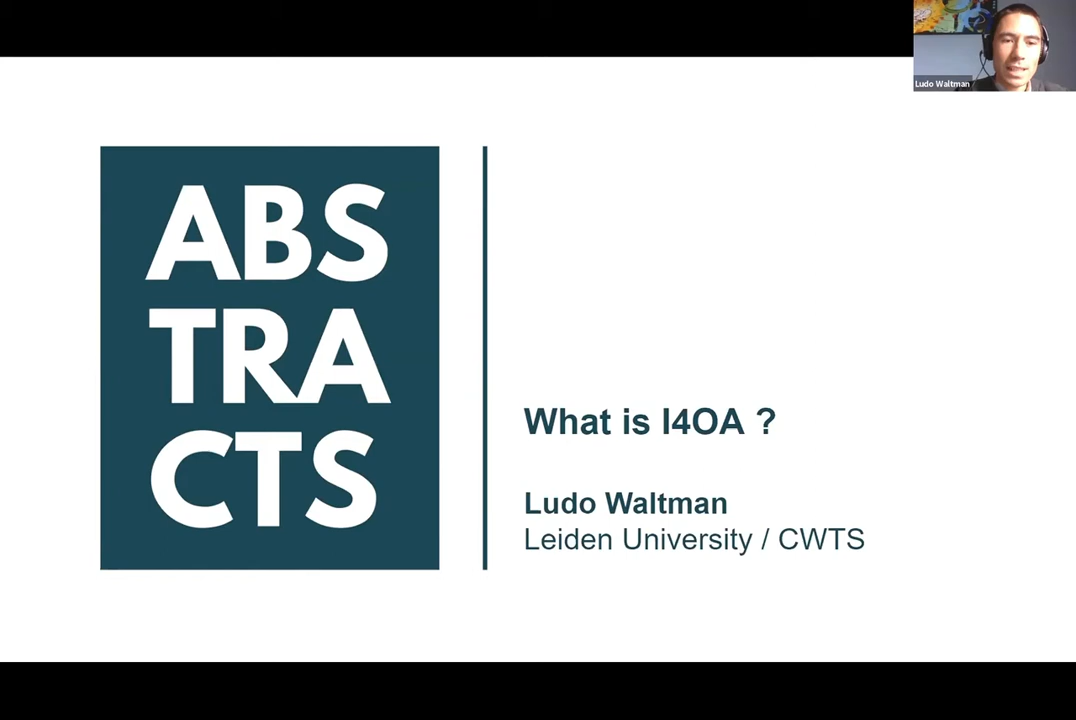 Ludo Waltman
ABS
TRA
CTS
What is I4OA ?
Ludo Waltman
Leiden University / CWTS